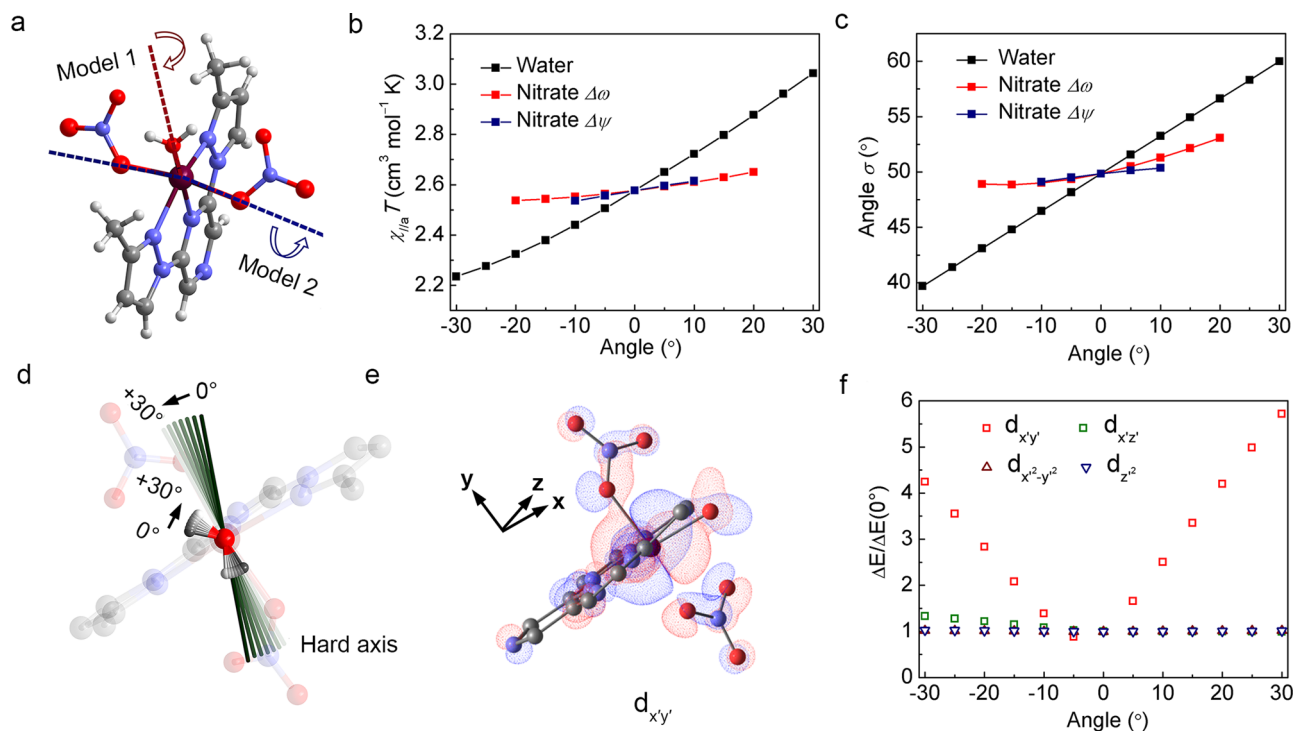 a
Model 1
Model 2
b
χ//a T (cm³ mol⁻¹ K)
3.2
3.0
2.8
2.6
2.4
2.2
Water
Nitrate Δω
Nitrate Δψ
-30 -20 -10 0 10 20 30
Angle (°)
c
Angle σ (°)
60
55
50
45
40
Water
Nitrate Δω
Nitrate Δψ
-30 -20 -10 0 10 20 30
Angle (°)
d
+30° 0°
+30°
0°
Hard axis
e
y z x
dx′y′
f
ΔE/ΔE(0°)
6
5
4
3
2
1
0
dx′y′ dx′z′
dx′²-y′² dz′²
-30 -20 -10 0 10 20 30
Angle (°)